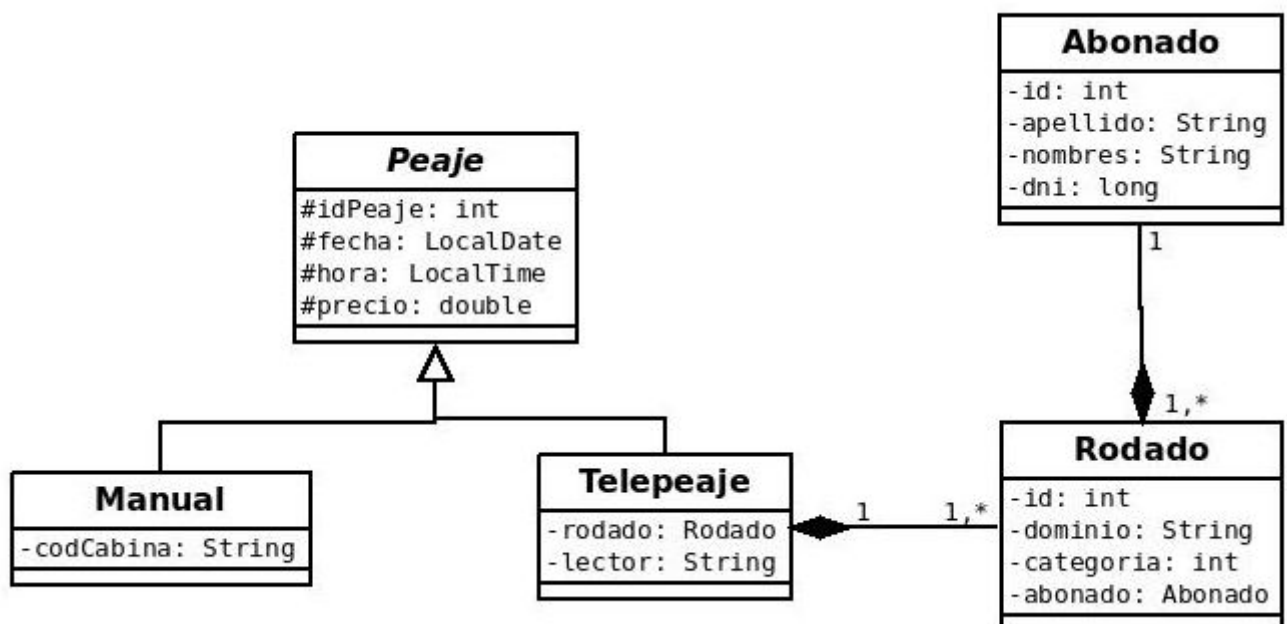 Abonado
-id: int
-apellido: String
-nombres: String
-dni: long
1
1,*
Peaje
#idPeaje: int
#fecha: LocalDate
#hora: LocalTime
#precio: double
Manual
-codCabina: String
Telepeaje
-rodado: Rodado
-lector: String
1
1,*
Rodado
-id: int
-dominio: String
-categoria: int
-abonado: Abonado